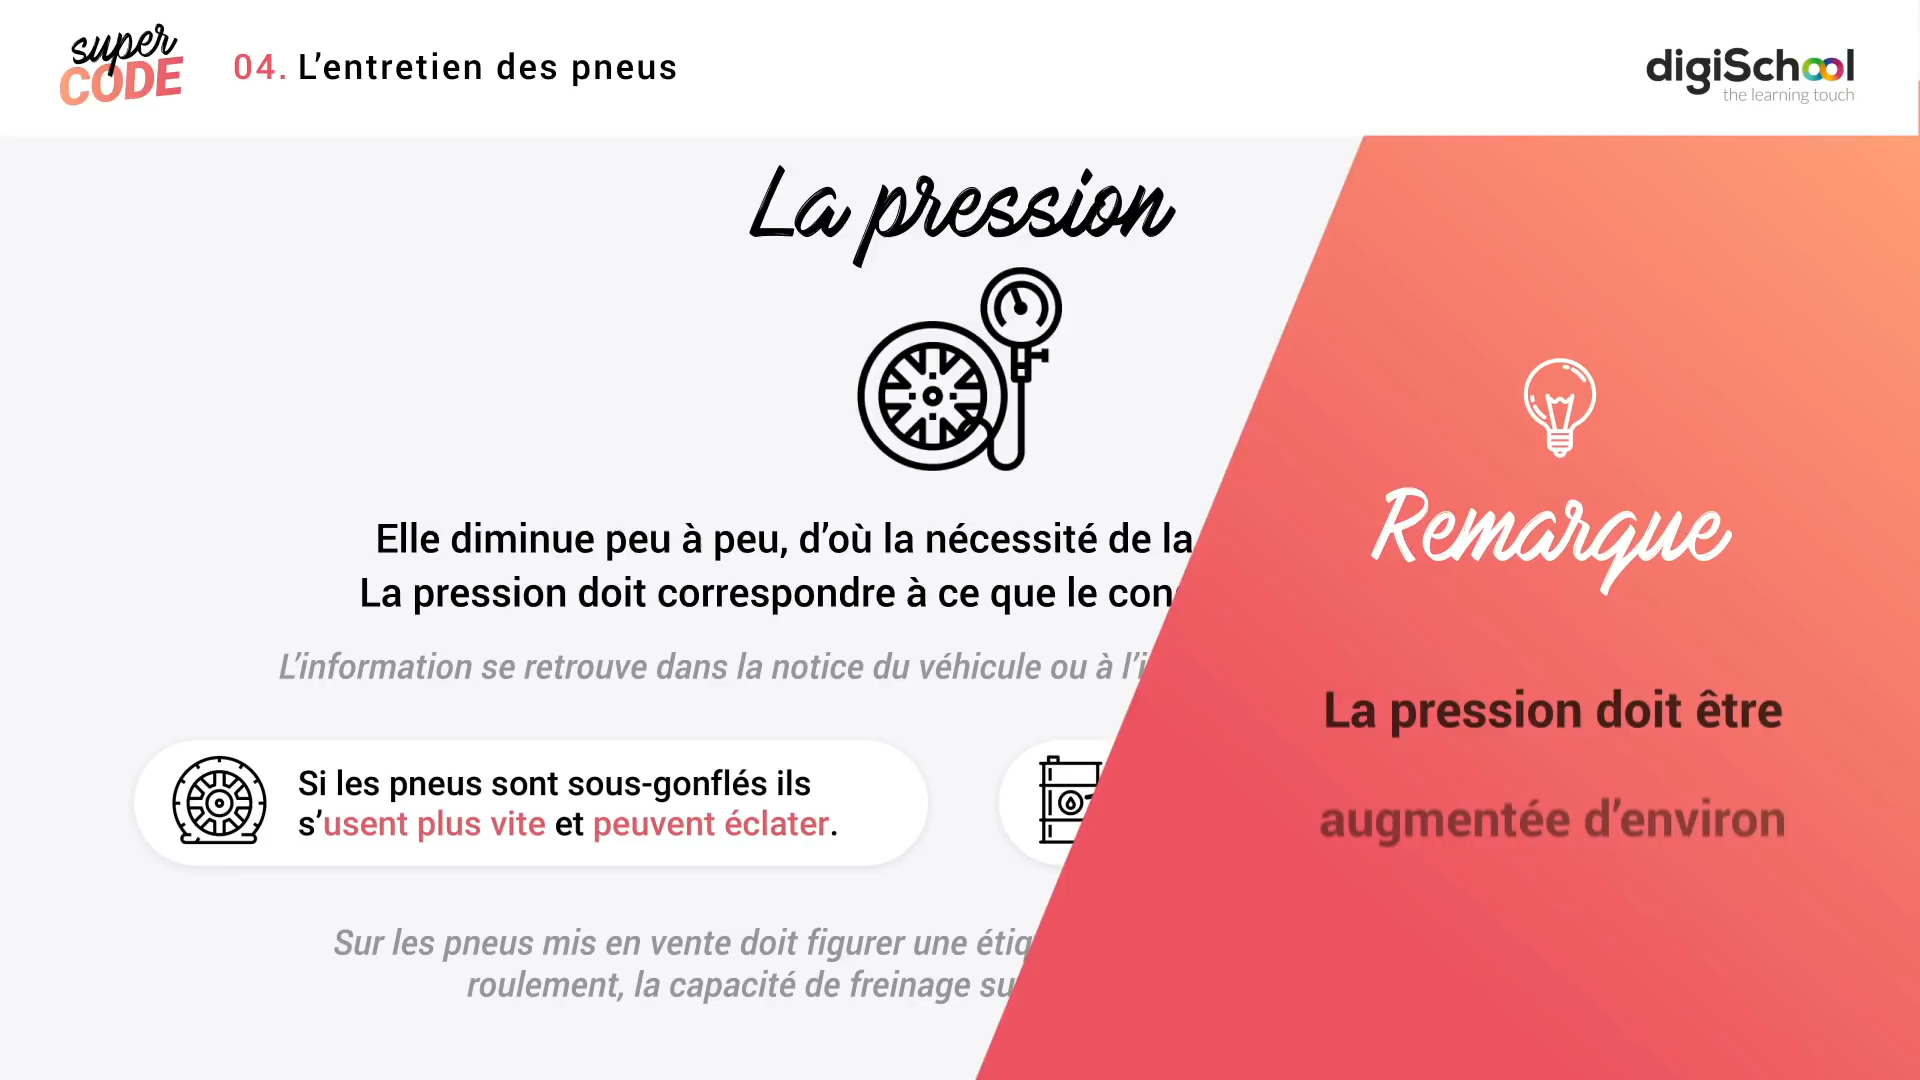 super
CODE
04. L’entretien des pneus
digiSchool
the learning touch
La pression
Elle diminue peu à peu, d’où la nécessité de la
La pression doit correspondre à ce que le
L’information se retrouve dans la notice du véhicule ou à
Si les pneus sont sous-gonflés ils
s’usent plus vite et peuvent éclater.
Sur les pneus mis en vente doit figurer une
roulement, la capacité de freinage
Remarque
La pression doit être
augmentée d’environ